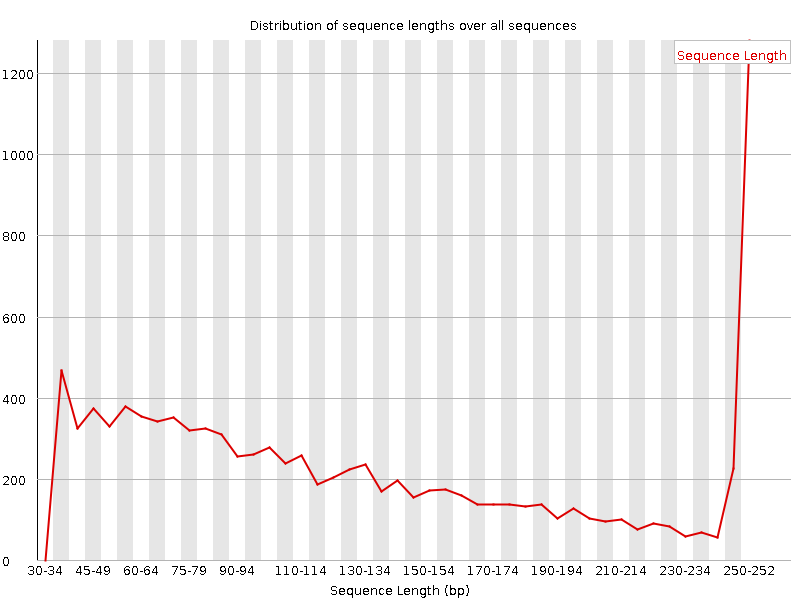 Distribution of sequence lengths over all sequences
Sequence Length
1200
1000
800
600
400
200
0
30-34 45-49 60-64 75-79 90-94 110-114 130-134 150-154 170-174 190-194 210-214 230-234 250-252
Sequence Length (bp)